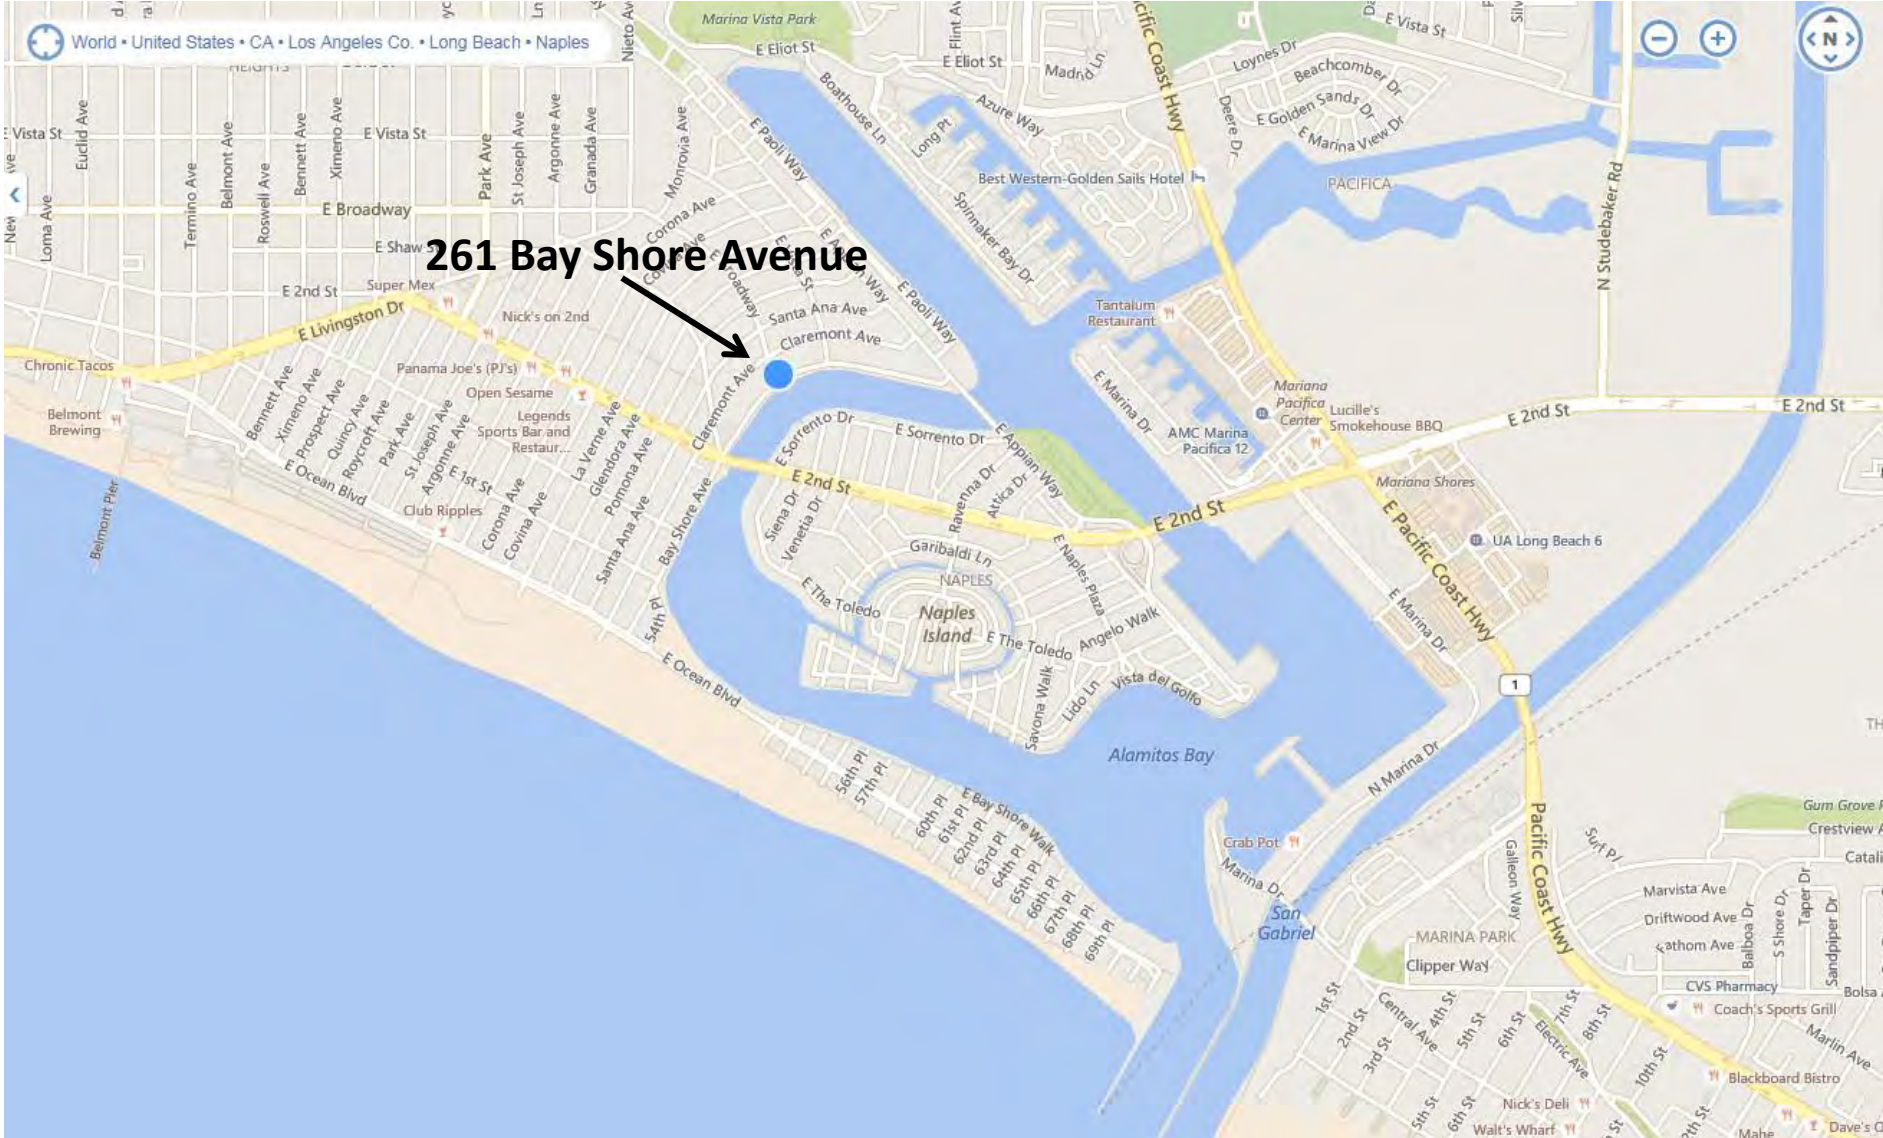 World • United States • CA • Los Angeles Co. • Long Beach • Naples
Marina Vista Park
E Eliot St
E Flint Av
E Eliot St
Madrid Ln
Pacific Coast Hwy
Loynes Dr
E Vista St
Beachcomber Dr
E Golden Sands Dr
E Marina View Dr
Deere Dr
N
HEIGHTS
Nieto Av
E Vista St
Euclid Ave
Loma Ave
Termino Ave
Belmont Ave
Roswell Ave
Bennett Ave
Ximeno Ave
E Vista St
Park Ave
St Joseph Ave
Argonne Ave
Granada Ave
Monrovia Ave
E Paoli Way
Boathouse Ln
Long Pt
Azure Way
Best Western-Golden Sails Hotel
PACIFICA
N Studebaker Rd
E Broadway
E Shaw St
Corona Ave
Spinnaker Bay Dr
261 Bay Shore Avenue
E Broadway
E Vista St
E Appian Way
E Paoli Way
E 2nd St
Super Mex
E Livingston Dr
Nick's on 2nd
Santa Ana Ave
Claremont Ave
Tantalum
Restaurant
Chronic Tacos
Belmont
Brewing
Panama Joe's (PJ's)
Open Sesame
Legends
Sports Bar and
Restaur...
Bennett Ave
Ximeno Ave
Prospect Ave
Quincy Ave
Roycroft Ave
Park Ave
St Joseph Ave
Argonne Ave
E 1st St
E Ocean Blvd
Club Ripples
Corona Ave
Covina Ave
La Verne Ave
Glendora Ave
Pomona Ave
Santa Ana Ave
Claremont Ave
Bay Shore Ave
54th Pl
Belmont Pier
E Sorrento Dr
E Sorrento Dr
E Marina Dr
Mariana
Pacifica
Center
Lucille's
Smokehouse BBQ
AMC Marina
Pacifica 12
E 2nd St
E 2nd St
E 2nd St
E Appian Way
Ravenna Dr
Attica Dr
Siena Dr
Venetia Dr
E 2nd St
Mariana Shores
UA Long Beach 6
E Pacific Coast Hwy
Garibaldi Ln
NAPLES
Naples
Island
E Naples Plaza
E The Toledo
E The Toledo
Angelo Walk
Savona Walk
Lido Ln
Vista del Golfo
E Marina Dr
1
E Ocean Blvd
Alamitos Bay
N Marina Dr
56th Pl
57th Pl
E Bay Shore Walk
60th Pl
61st Pl
62nd Pl
63rd Pl
64th Pl
65th Pl
66th Pl
67th Pl
68th Pl
69th Pl
Crab Pot
Marina Dr
San
Gabriel
Pacific Coast Hwy
Galleon Way
Surf Pl
Gum Grove P
Crestview A
Catali
Marvista Ave
Driftwood Ave
Fathom Ave
Balboa Dr
S Shore Dr
Taper Dr
Sandpiper Dr
MARINA PARK
Clipper Way
CVS Pharmacy
Coach's Sports Grill
Bolsa
Marlin Ave
1st St
2nd St
3rd St
Central Ave
4th St
5th St
6th St
7th St
8th St
Electric Ave
10th St
Blackboard Bistro
Nick's Deli
Walt's Wharf
5th St
6th St
Mahe
Dave's O